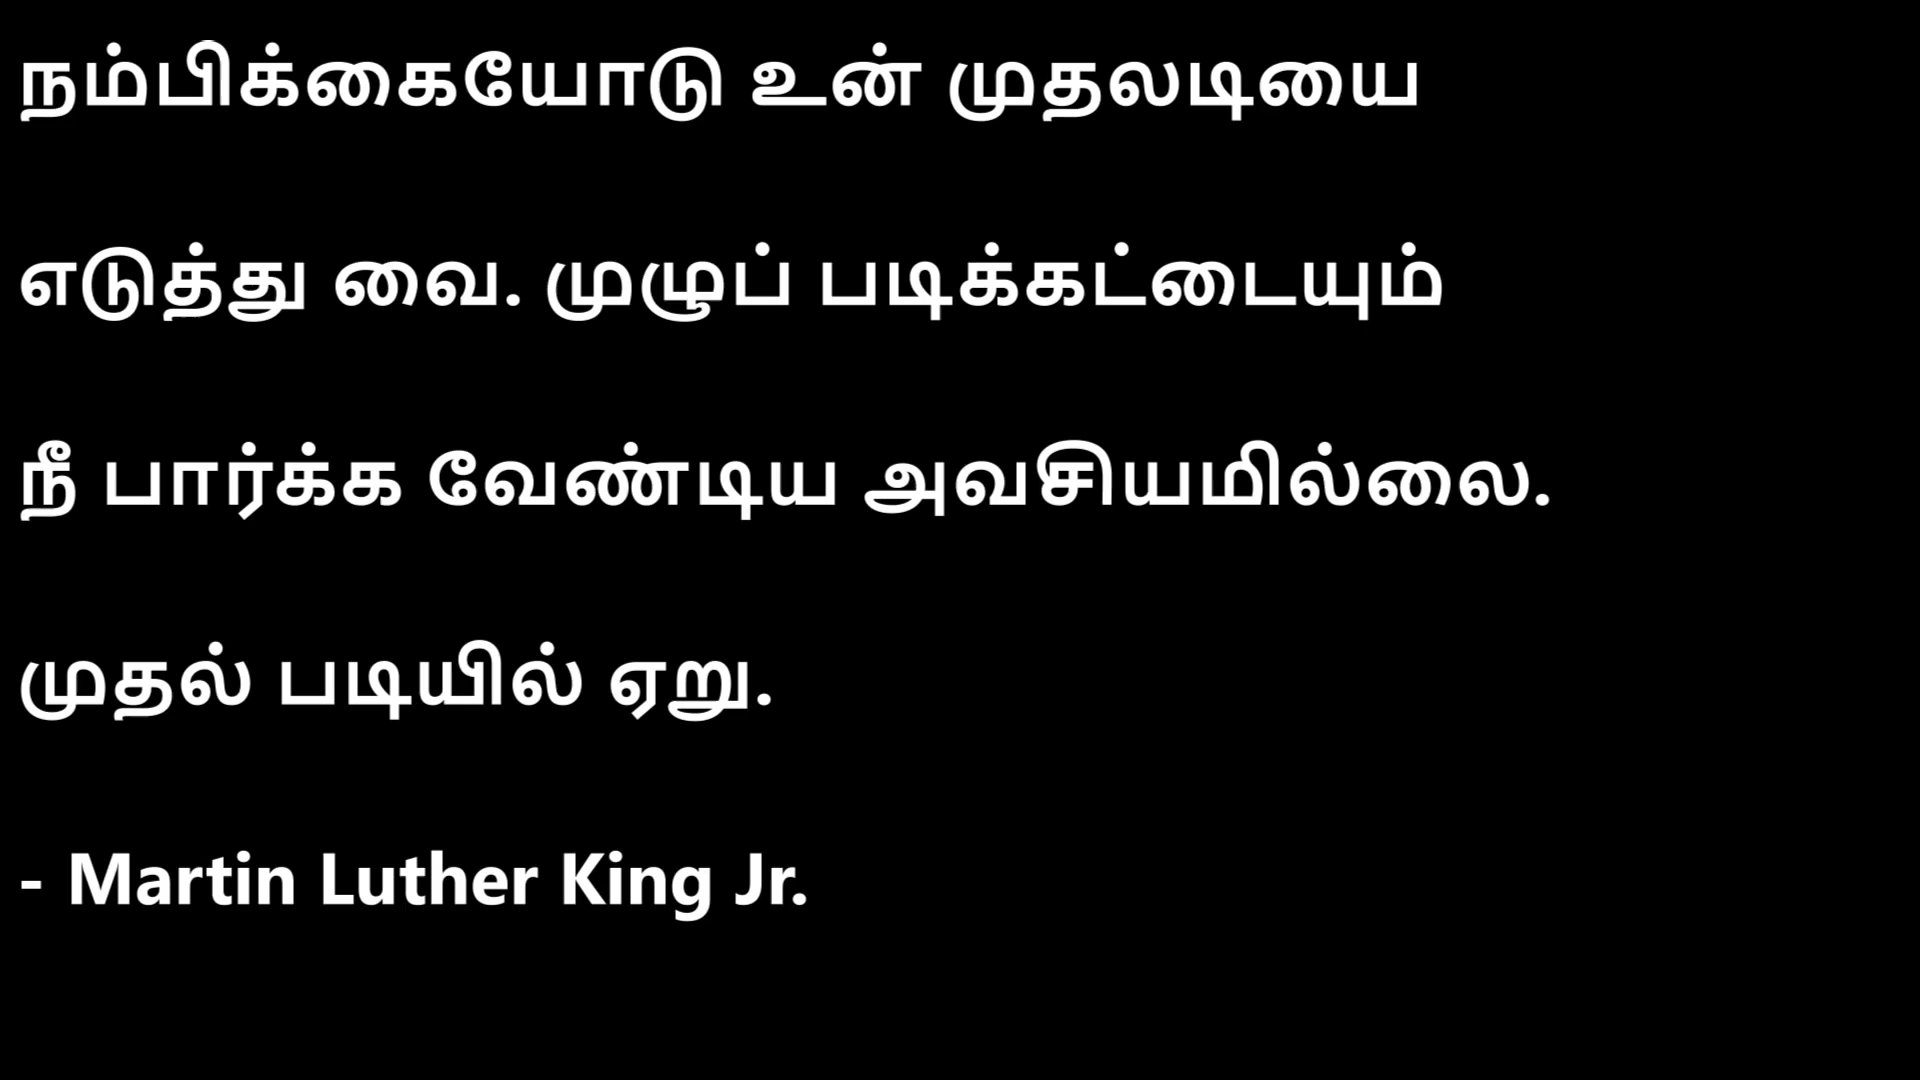 நம்பிக்கையோடு உன் முதலடியை
எடுத்து வை. முழுப் படிக்கட்டையும்
நீ பார்க்க வேண்டிய அவசியமில்லை.
முதல் படியில் ஏறு.
- Martin Luther King Jr.